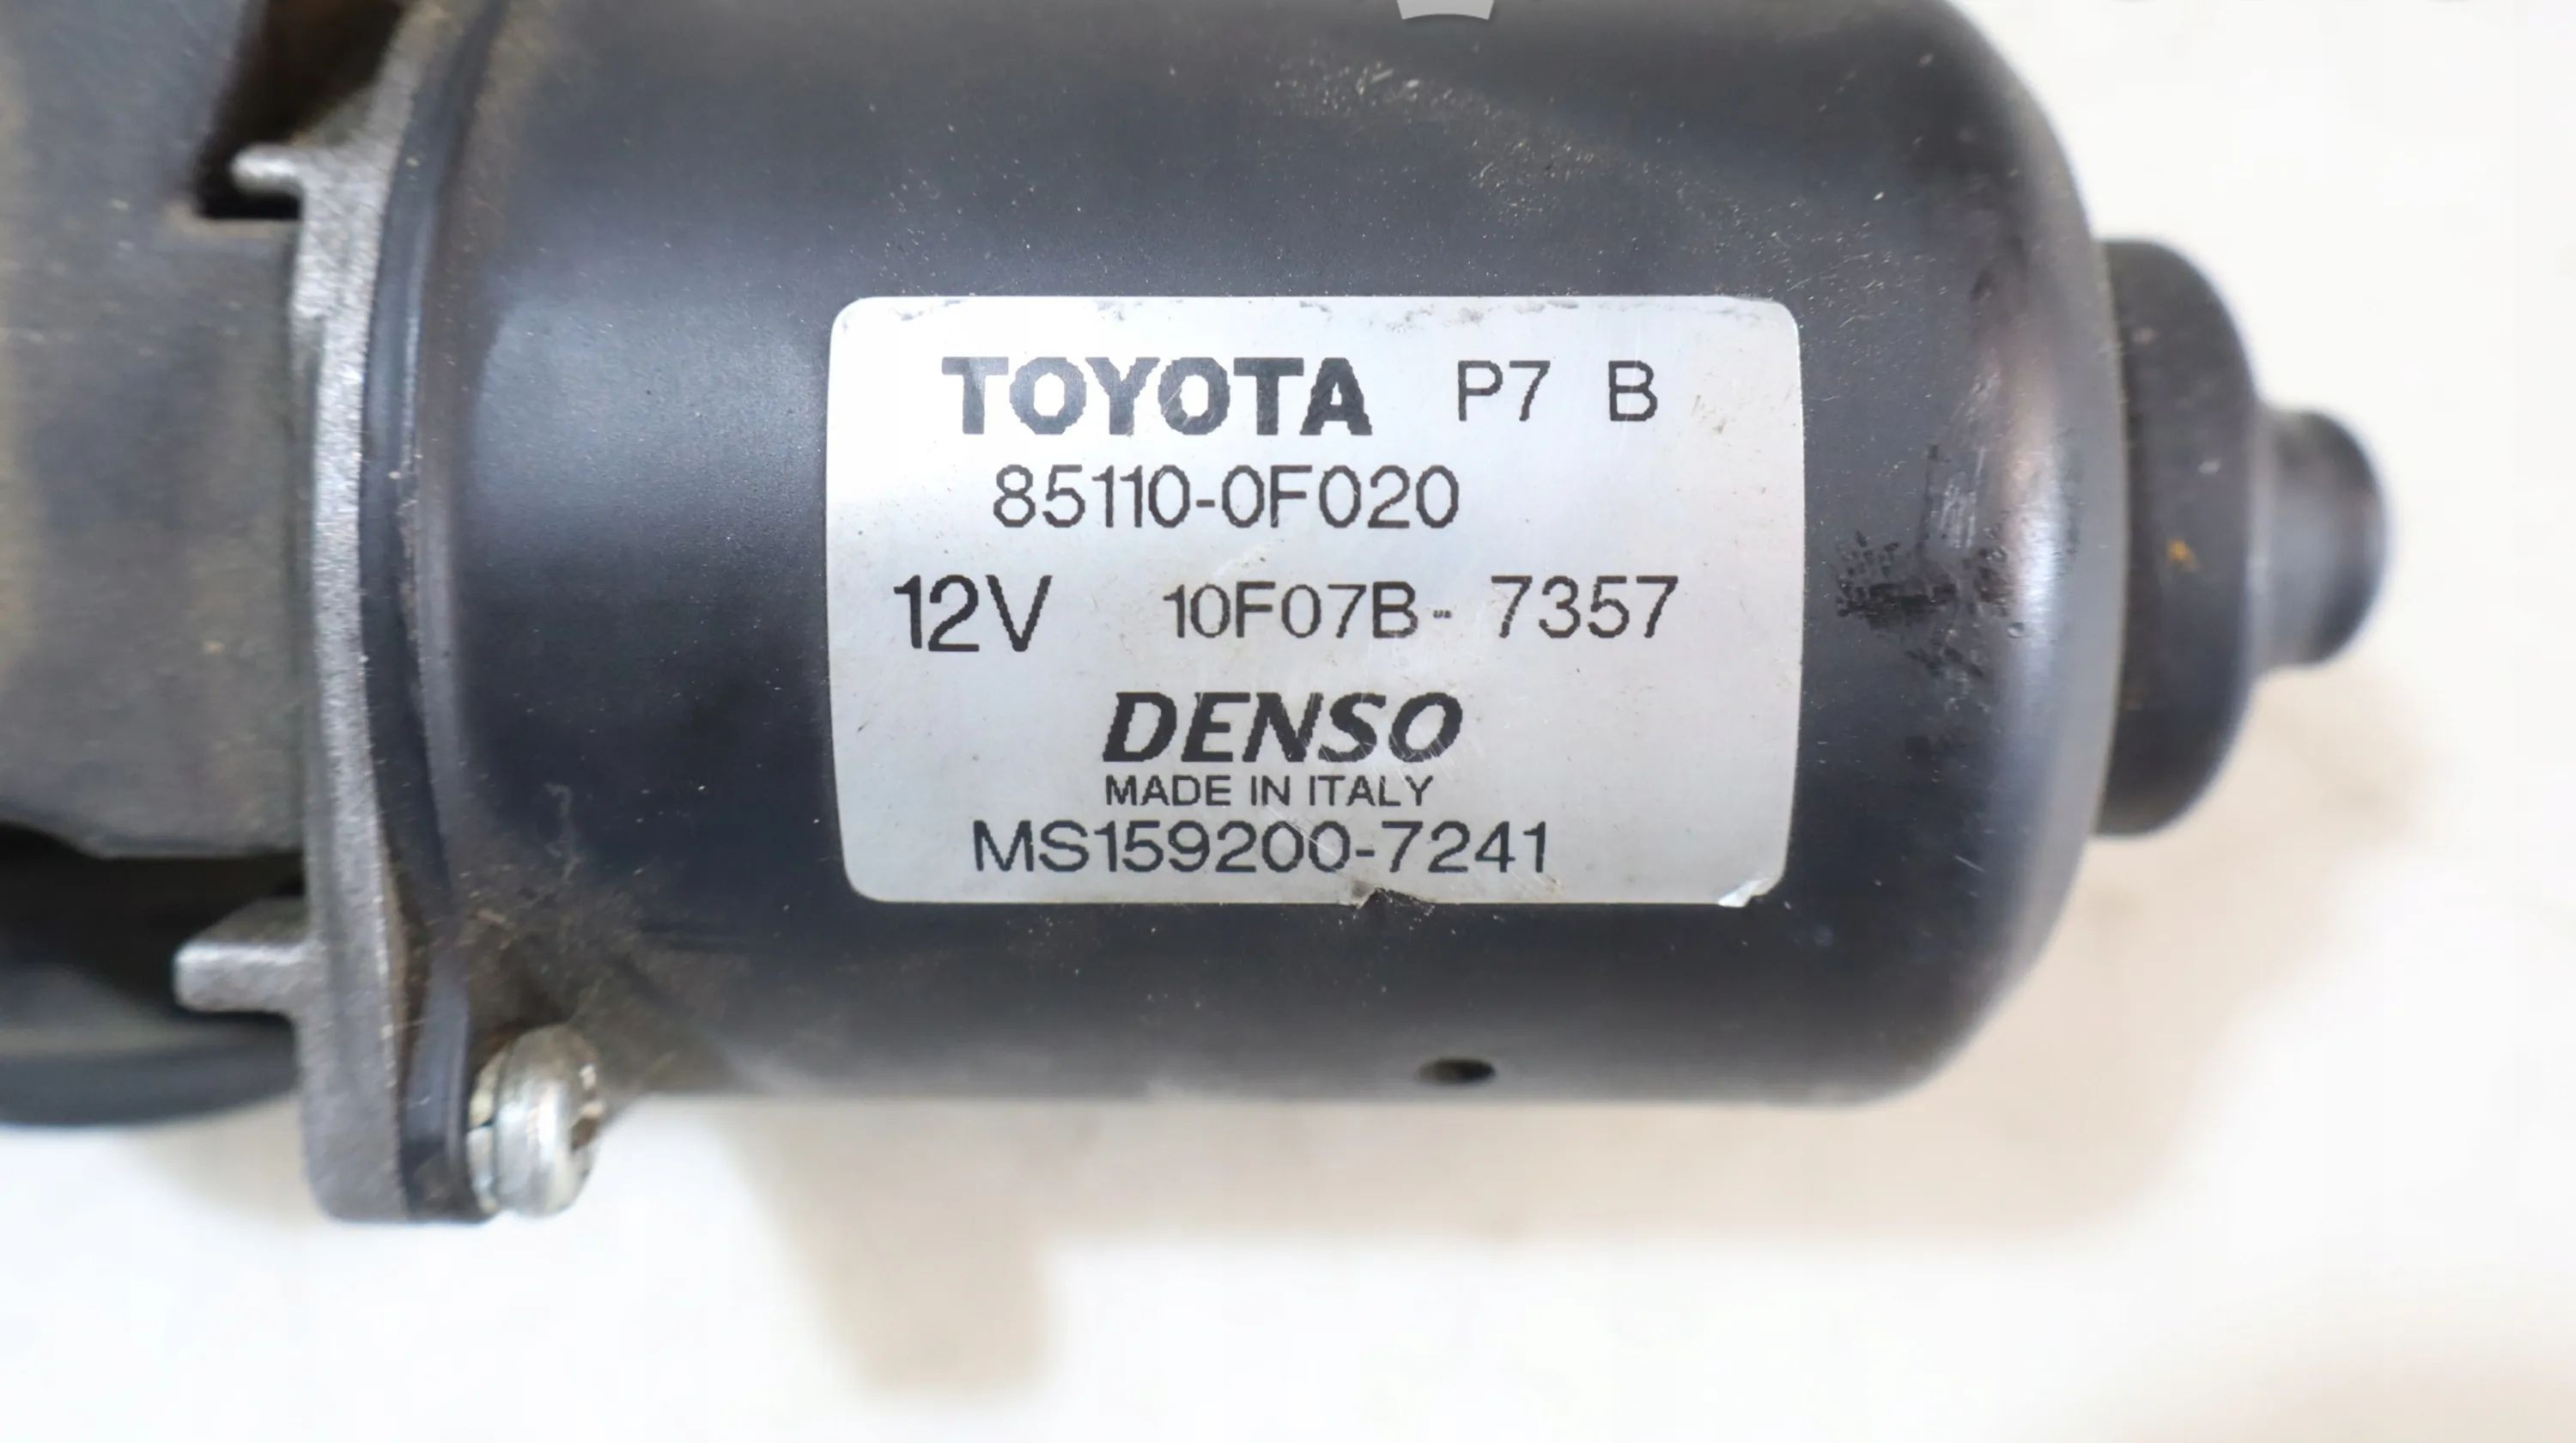 TOYOTA P7 B
85110-0F020
12V 10F07B- 7357
DENSO
MADE IN ITALY
MS159200-7241